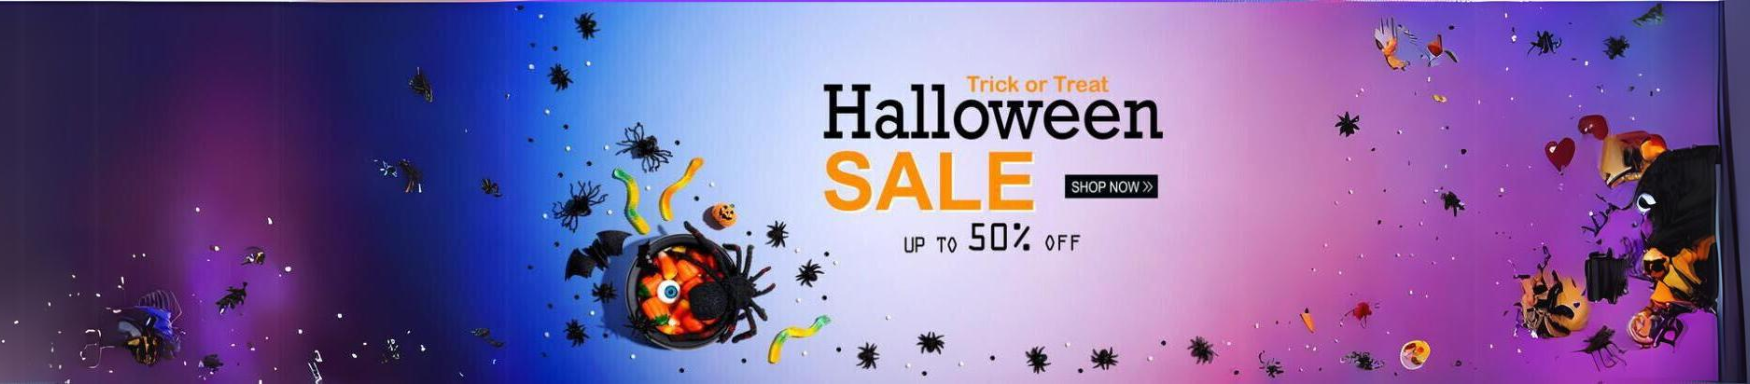 Trick or Treat
Halloween
SALE
SHOP NOW »
UP TO 50% OFF